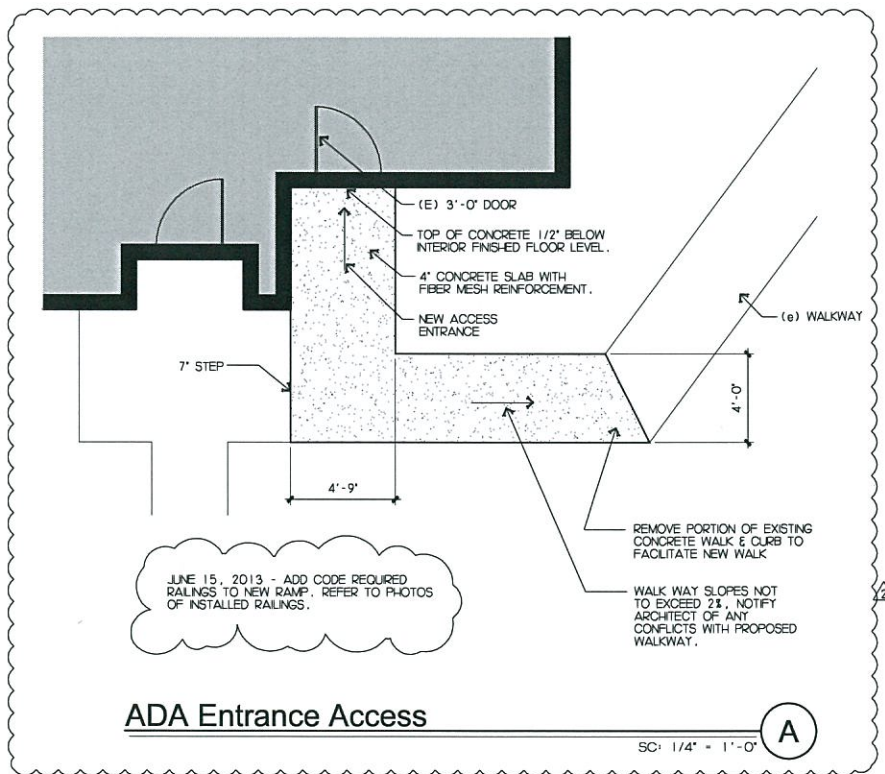 (E) 3'-0" DOOR
TOP OF CONCRETE 1/2" BELOW
INTERIOR FINISHED FLOOR LEVEL.
4" CONCRETE SLAB WITH
FIBER MESH REINFORCEMENT.
NEW ACCESS
ENTRANCE
(e) WALKWAY
7" STEP
4'-0"
4'-9"
REMOVE PORTION OF EXISTING
CONCRETE WALK & CURB TO
FACILITATE NEW WALK
JUNE 15, 2013 - ADD CODE REQUIRED
RAILINGS TO NEW RAMP. REFER TO PHOTOS
OF INSTALLED RAILINGS.
WALK WAY SLOPES NOT
TO EXCEED 2%, NOTIFY
ARCHITECT OF ANY
CONFLICTS WITH PROPOSED
WALKWAY.
2
ADA Entrance Access
A
SC: 1/4" = 1'-0"